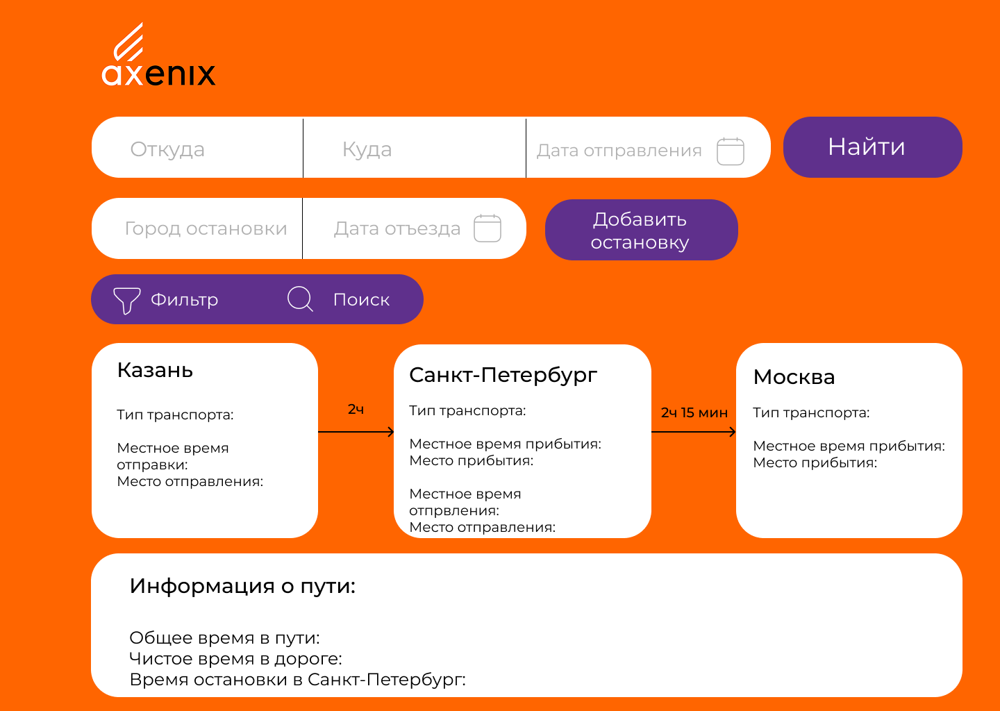 axenix
Откуда
Куда
Дата отправления
Найти
Город остановки
Дата отъезда
Добавить
остановку
Фильтр
Поиск
Казань
Тип транспорта:
Местное время
отправки:
Место отправления:
2ч
Санкт-Петербург
Тип транспорта:
Местное время прибытия:
Место прибытия:
Местное время
отпрвления:
Место отправления:
2ч 15 мин
Москва
Тип транспорта:
Местное время прибытия:
Место прибытия:
Информация о пути:
Общее время в пути:
Чистое время в дороге:
Время остановки в Санкт-Петербург: